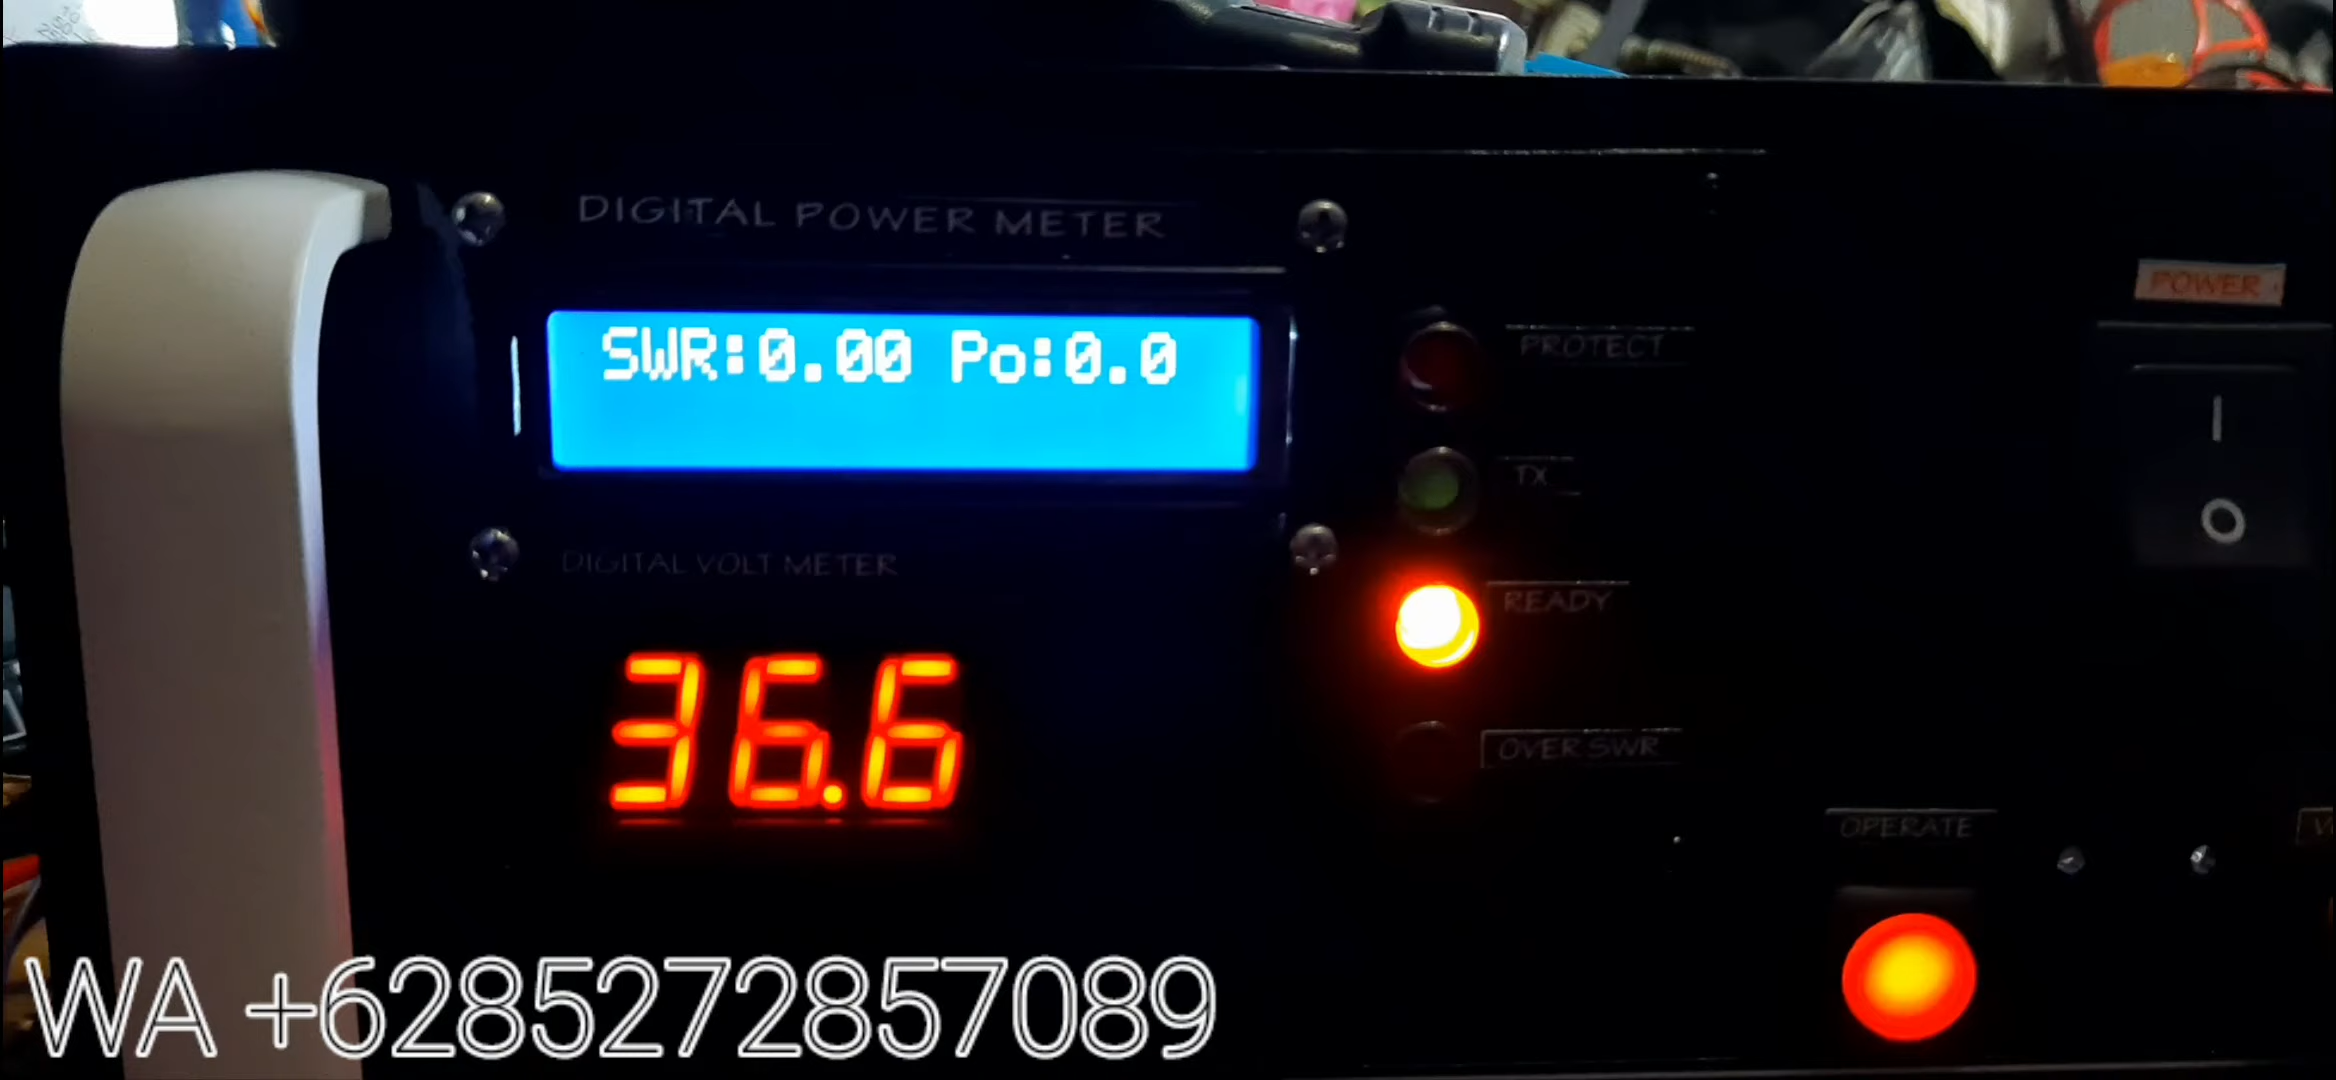 DIGITAL POWER METER
SWR:0.00 Po:0.0
POWER
PROTECT
I
TX
O
DIGITAL VOLT METER
READY
36.6
OVER SWR
OPERATE
WA +6285272857089